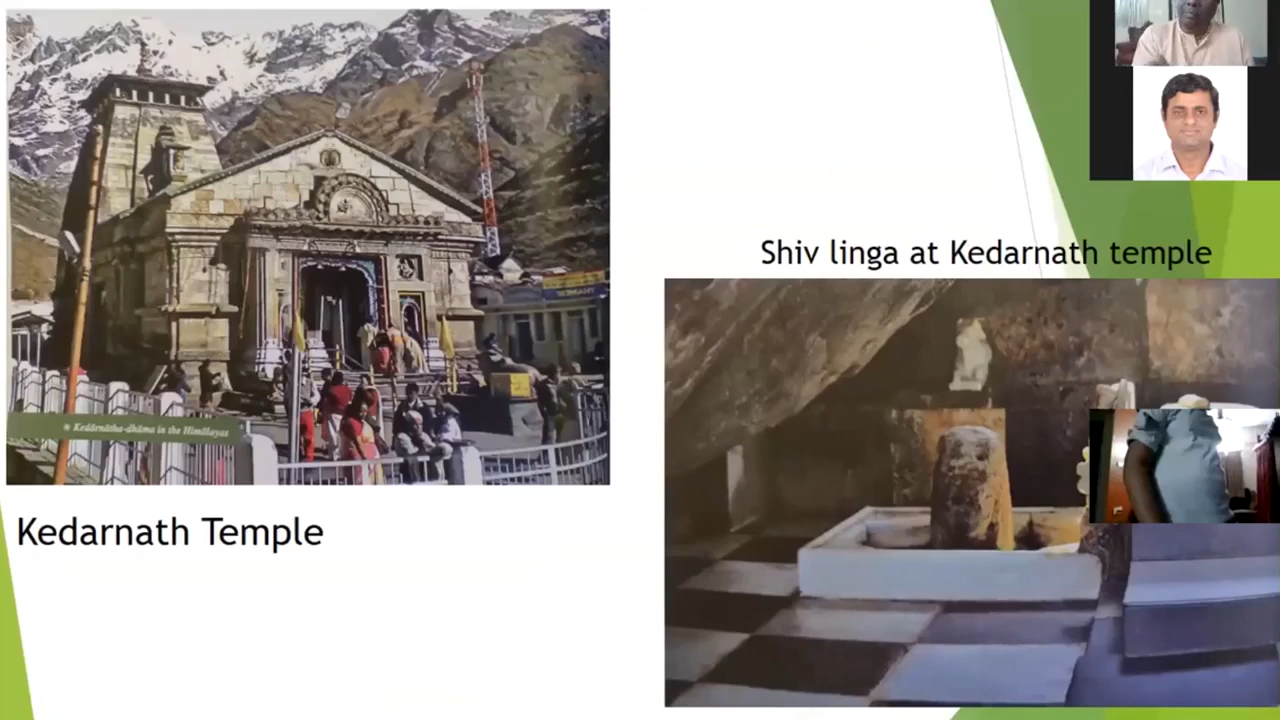 Kedārnātha-dhāma in the Himālayas
Kedarnath Temple
Shiv linga at Kedarnath temple